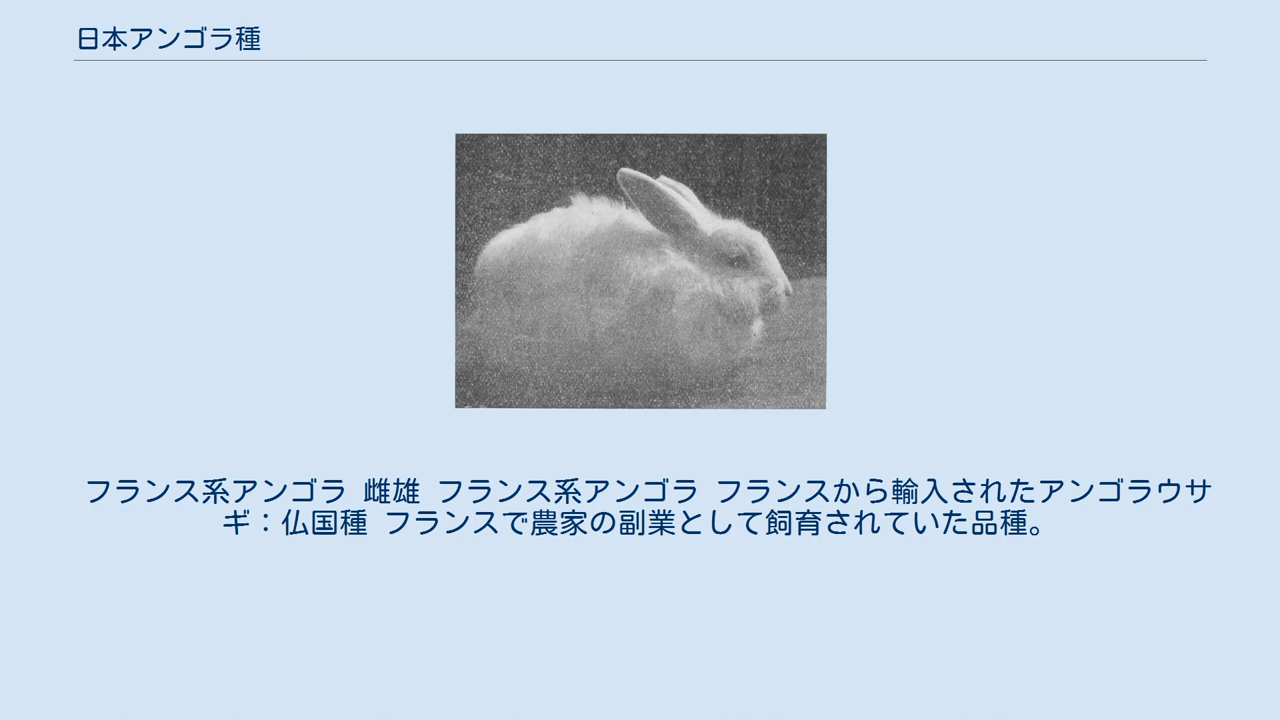 日本アンゴラ種
フランス系アンゴラ 雌雄 フランス系アンゴラ フランスから輸入されたアンゴラウサ
ギ：仏国種 フランスで農家の副業として飼育されていた品種。